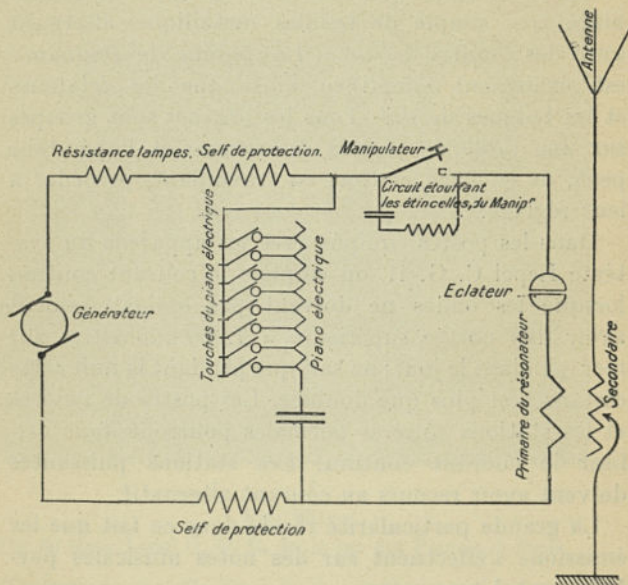 Antenne
Résistance lampes.
Self de protection.
Manipulateur
Circuit étouffant
les étincelles, du Manip^r
Touches du piano électrique
Piano électrique
Générateur
Eclateur
Primaire du résonateur
Secondaire
Self de protection